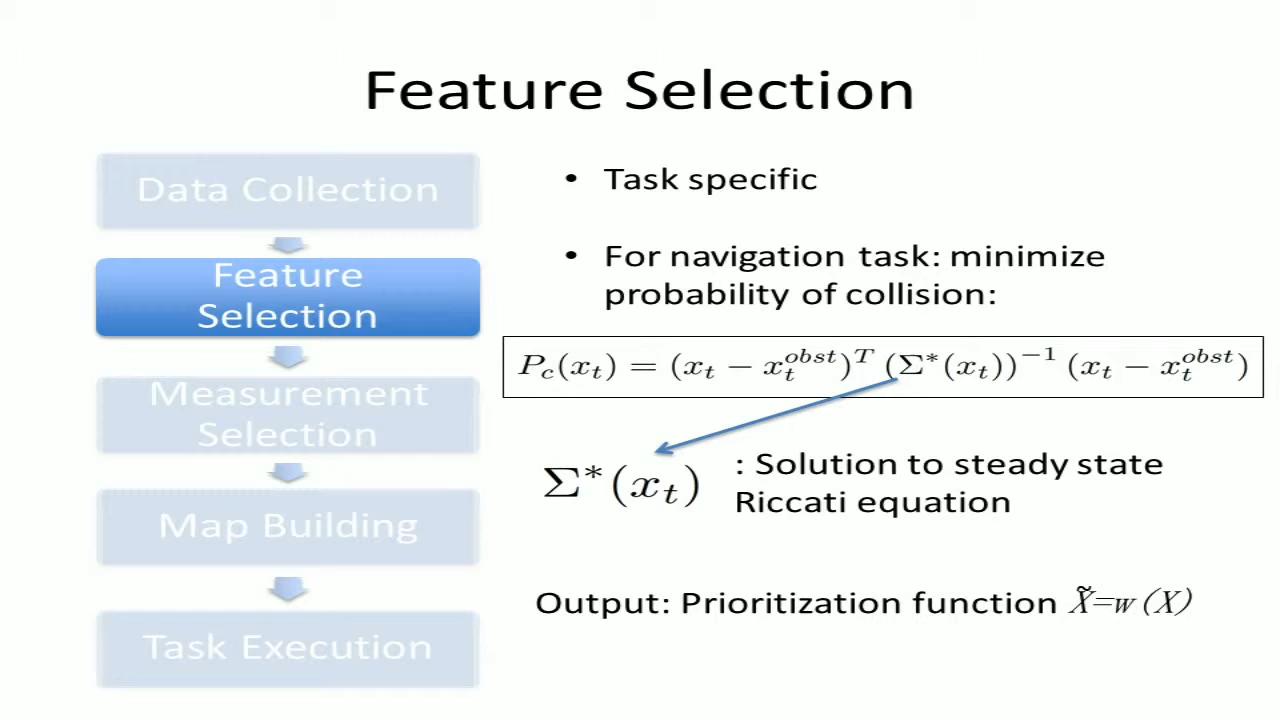 Feature Selection
Data Collection
Feature
Selection
Measurement
Selection
Map Building
Task Execution
• Task specific
• For navigation task: minimize
probability of collision:
P_c(x_t) = (x_t − x_t^{obst})^T (Σ*(x_t))^{−1} (x_t − x_t^{obst})
Σ*(x_t)
: Solution to steady state
Riccati equation
Output: Prioritization function X̃=w(X)